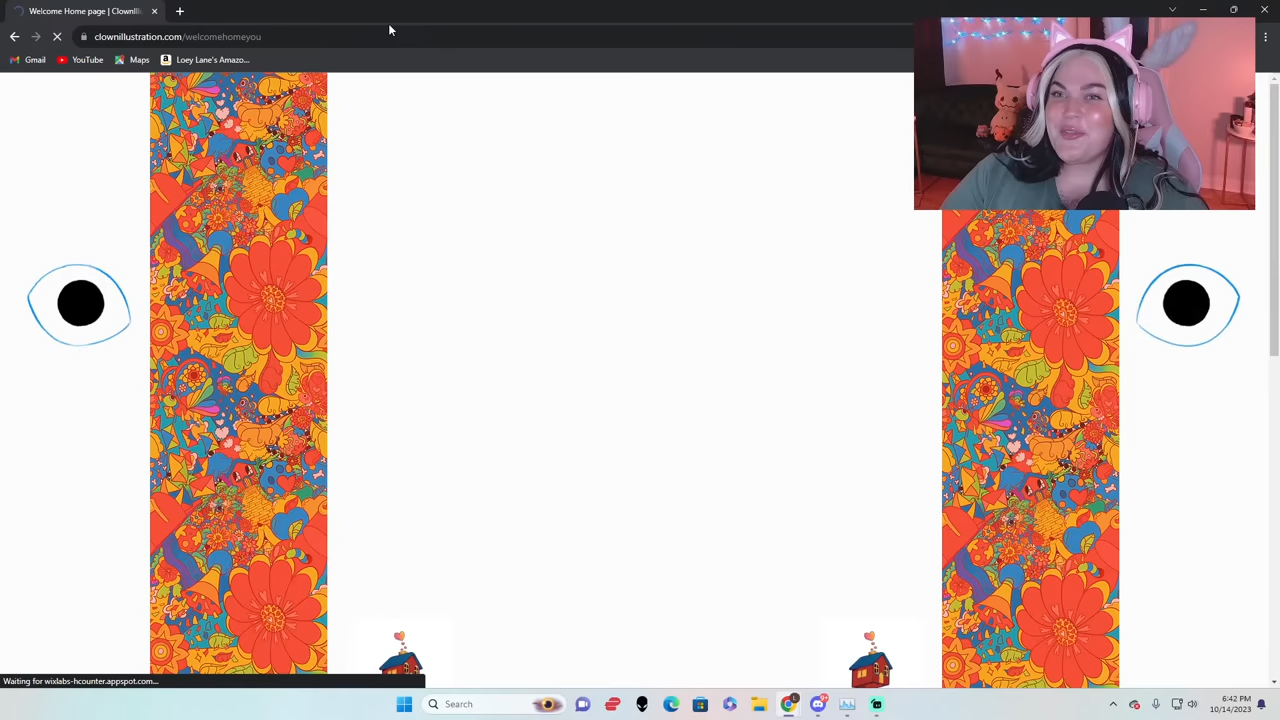 Welcome Home page | Clownill
clownillustration.com/welcomehomeyou
Gmail
YouTube
Maps
Loey Lane's Amazo...
Waiting for wixlabs-hcounter.appspot.com...
Search
6:42 PM
10/14/2023